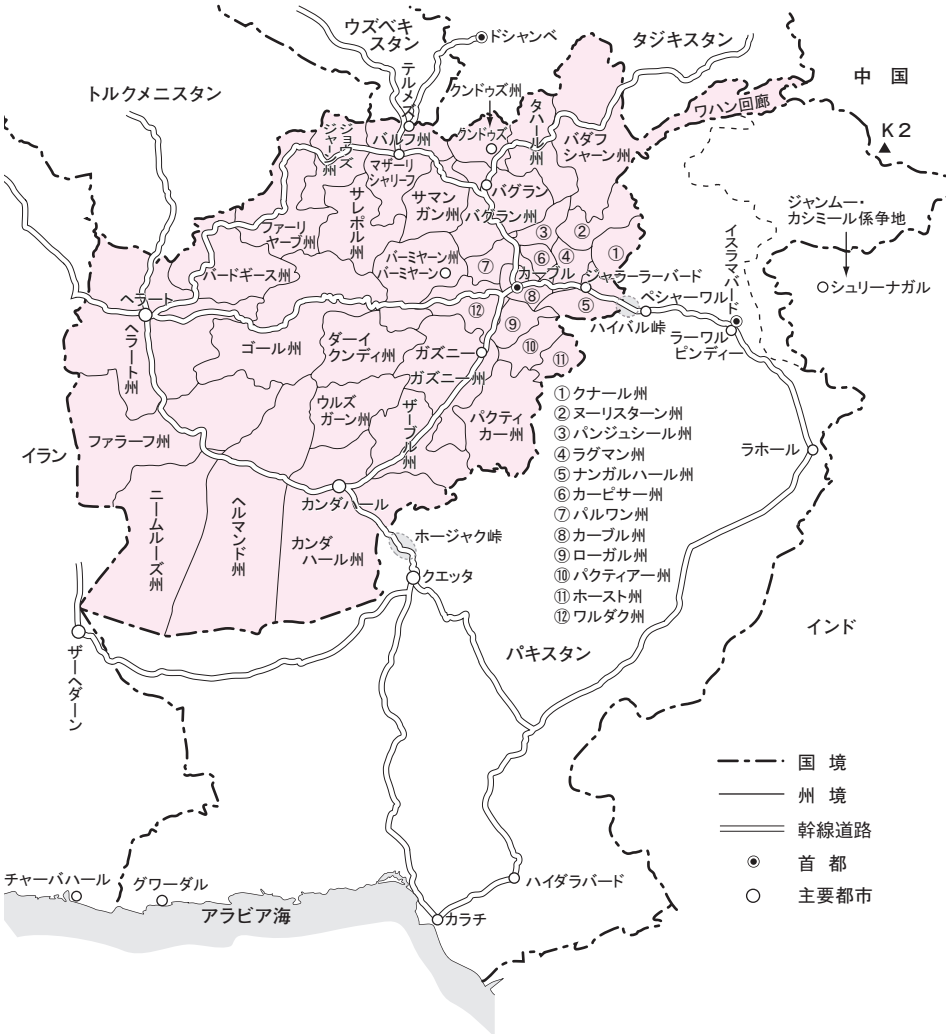 ウズベキ
スタン
ドシャンベ
タジキスタン
中 国
トルクメニスタン
テルメズ
クンドゥズ州
クンドゥズ
タハール州
バダフ
シャーン州
ワハン回廊
K2
ジョウズ
ジャーン州
バルフ州
マザーリ
シャリーフ
バグラン
サマン
ガン州
バグラン州
サレポル州
ファーリ
ヤーブ州
バードギース州
バーミヤーン州
バーミヤーン
③
②
⑥
④
①
⑦
カーブル
ジャラーラーバード
⑧
⑤
⑫
⑨
⑩
⑪
ペシャーワル
ハイバル峠
イスラマバード
ラーワル
ピンディー
ジャンムー・
カシミール係争地
シュリーナガル
ヘラート
ヘラート州
ゴール州
ダーイ
クンディ州
ガズニー
ガズニー州
ウルズ
ガーン州
ザーブル州
パクティ
カー州
イラン
ファラーフ州
ニームルーズ州
ヘルマンド州
カンダハール
カンダ
ハール州
ホージャク峠
クエッタ
ラホール
①クナール州
②ヌーリスターン州
③パンジュシール州
④ラグマン州
⑤ナンガルハール州
⑥カーピサー州
⑦パルワン州
⑧カーブル州
⑨ローガル州
⑩パクティアー州
⑪ホースト州
⑫ワルダク州
インド
パキスタン
ザーヘダーン
国 境
州 境
幹線道路
首 都
主要都市
チャーバハール
グワーダル
アラビア海
カラチ
ハイダラバード